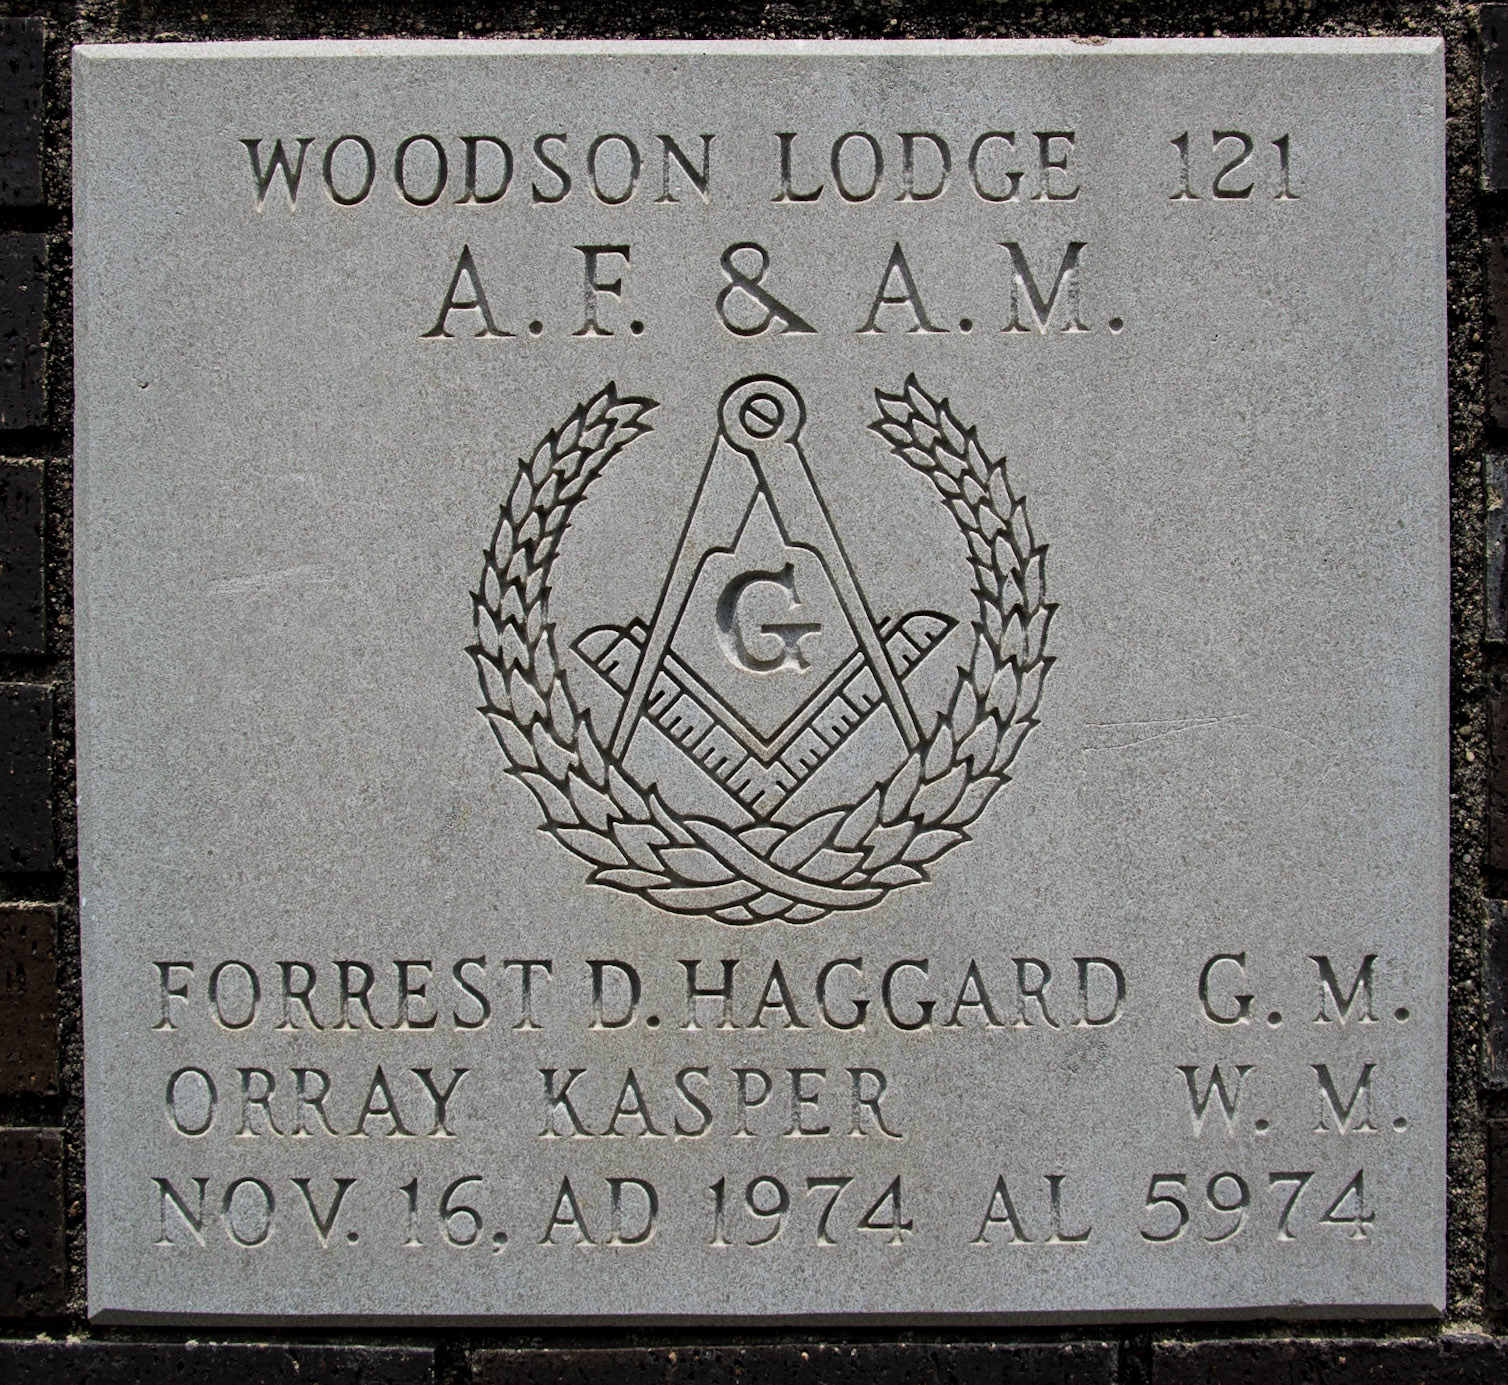 WOODSON LODGE 121
A.F. & A.M.
G
FORREST D. HAGGARD G. M.
ORRAY KASPER W. M.
NOV. 16, AD 1974 AL 5974